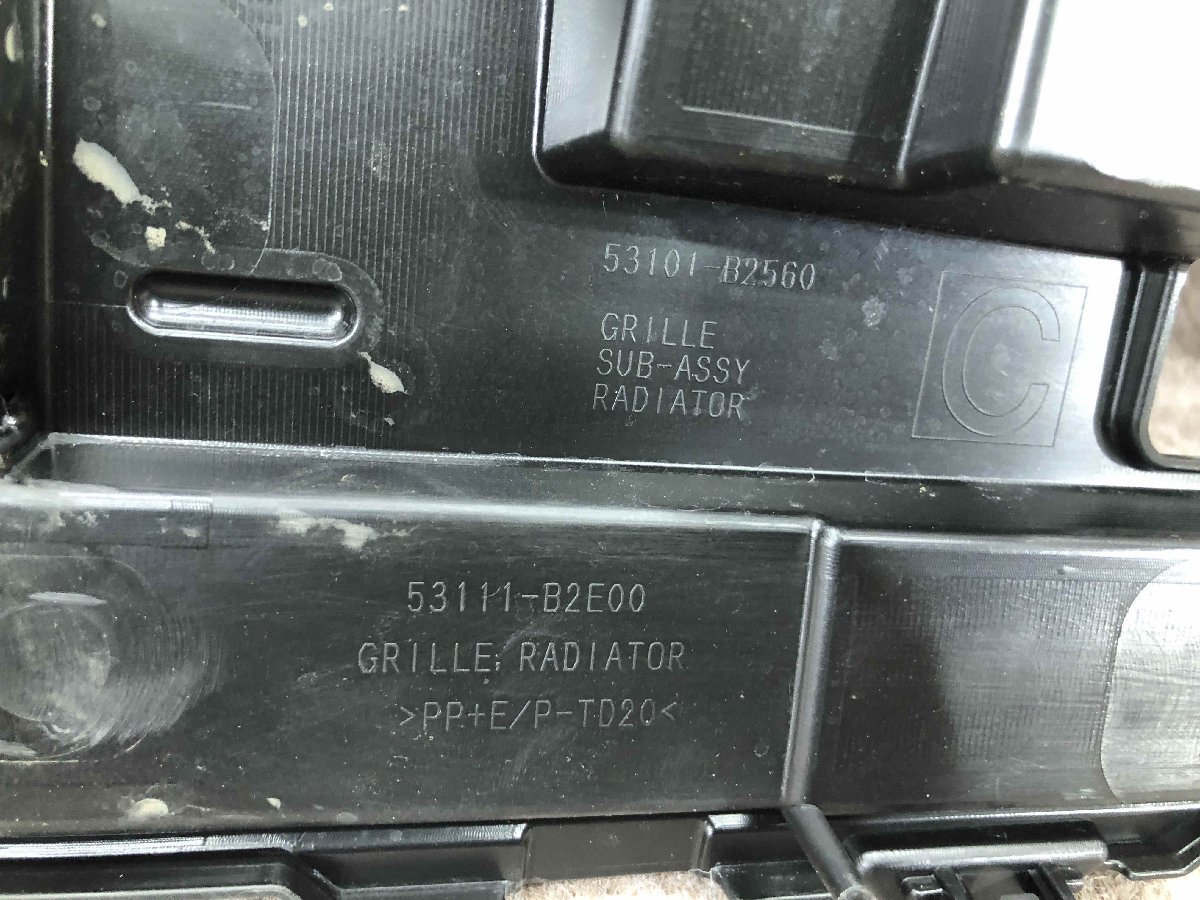 53101-B2560
GRILLE
SUB-ASSY
RADIATOR
C
53111-B2E00
GRILLE, RADIATOR
>PP+E/P-TD20<